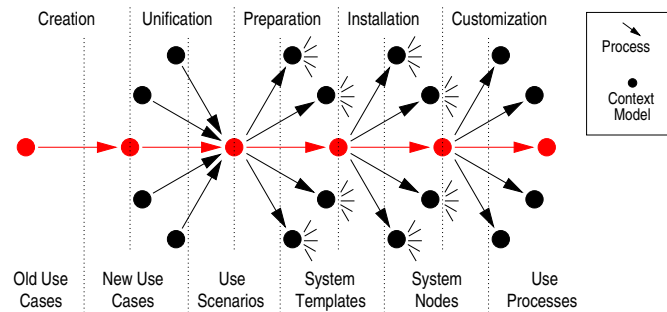 Creation Unification Preparation Installation Customization
Process
Context
Model
Old Use New Use Use System System Use
Cases Cases Scenarios Templates Nodes Processes